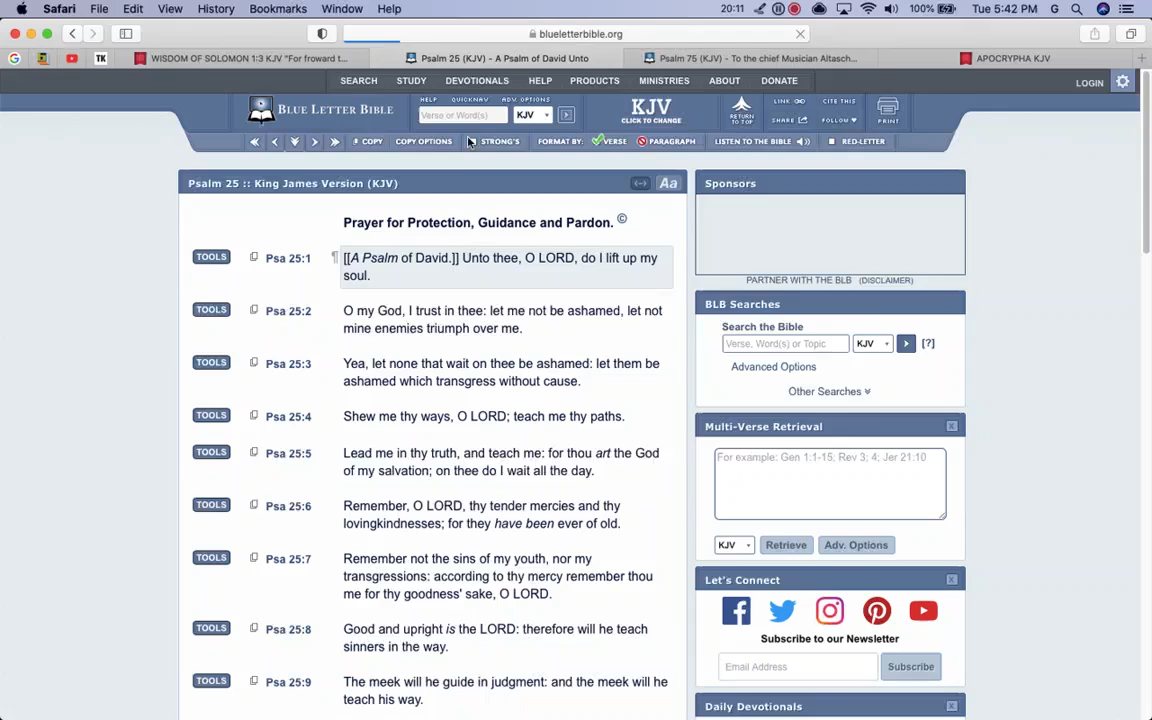 Safari File Edit View History Bookmarks Window Help 20:11 100% Tue 5:42 PM G
blueletterbible.org
G TK WISDOM OF SOLOMON 1:3 KJV "For froward t Psalm 25 (KJV) - A Psalm of David Unto Psalm 75 (KJV) - To the chief Musician Altasch... APOCRYPHA KJV
SEARCH STUDY DEVOTIONALS HELP PRODUCTS MINISTRIES ABOUT DONATE LOGIN
BLUE LETTER BIBLE
HELP QUICKNAV ADV. OPTIONS
Verse or Word(s) KJV
KJV
CLICK TO CHANGE
RETURN TO TOP
LINK CITE THIS
SHARE FOLLOW
PRINT
COPY COPY OPTIONS STRONG'S FORMAT BY: VERSE PARAGRAPH LISTEN TO THE BIBLE RED-LETTER
Psalm 25 :: King James Version (KJV) Aa
Prayer for Protection, Guidance and Pardon. ©
TOOLS Psa 25:1 ¶ [[A Psalm of David.]] Unto thee, O LORD, do I lift up my
soul.
TOOLS Psa 25:2 O my God, I trust in thee: let me not be ashamed, let not
mine enemies triumph over me.
TOOLS Psa 25:3 Yea, let none that wait on thee be ashamed: let them be
ashamed which transgress without cause.
TOOLS Psa 25:4 Shew me thy ways, O LORD; teach me thy paths.
TOOLS Psa 25:5 Lead me in thy truth, and teach me: for thou art the God
of my salvation; on thee do I wait all the day.
TOOLS Psa 25:6 Remember, O LORD, thy tender mercies and thy
lovingkindnesses; for they have been ever of old.
TOOLS Psa 25:7 Remember not the sins of my youth, nor my
transgressions: according to thy mercy remember thou
me for thy goodness' sake, O LORD.
TOOLS Psa 25:8 Good and upright is the LORD: therefore will he teach
sinners in the way.
TOOLS Psa 25:9 The meek will he guide in judgment: and the meek will he
teach his way.
Sponsors
PARTNER WITH THE BLB (DISCLAIMER)
BLB Searches
Search the Bible
Verse, Word(s) or Topic KJV [?]
Advanced Options
Other Searches
Multi-Verse Retrieval X
For example: Gen 1:1-15; Rev 3; 4; Jer 21:10
KJV Retrieve Adv. Options
Let's Connect X
Subscribe to our Newsletter
Email Address Subscribe
Daily Devotionals X